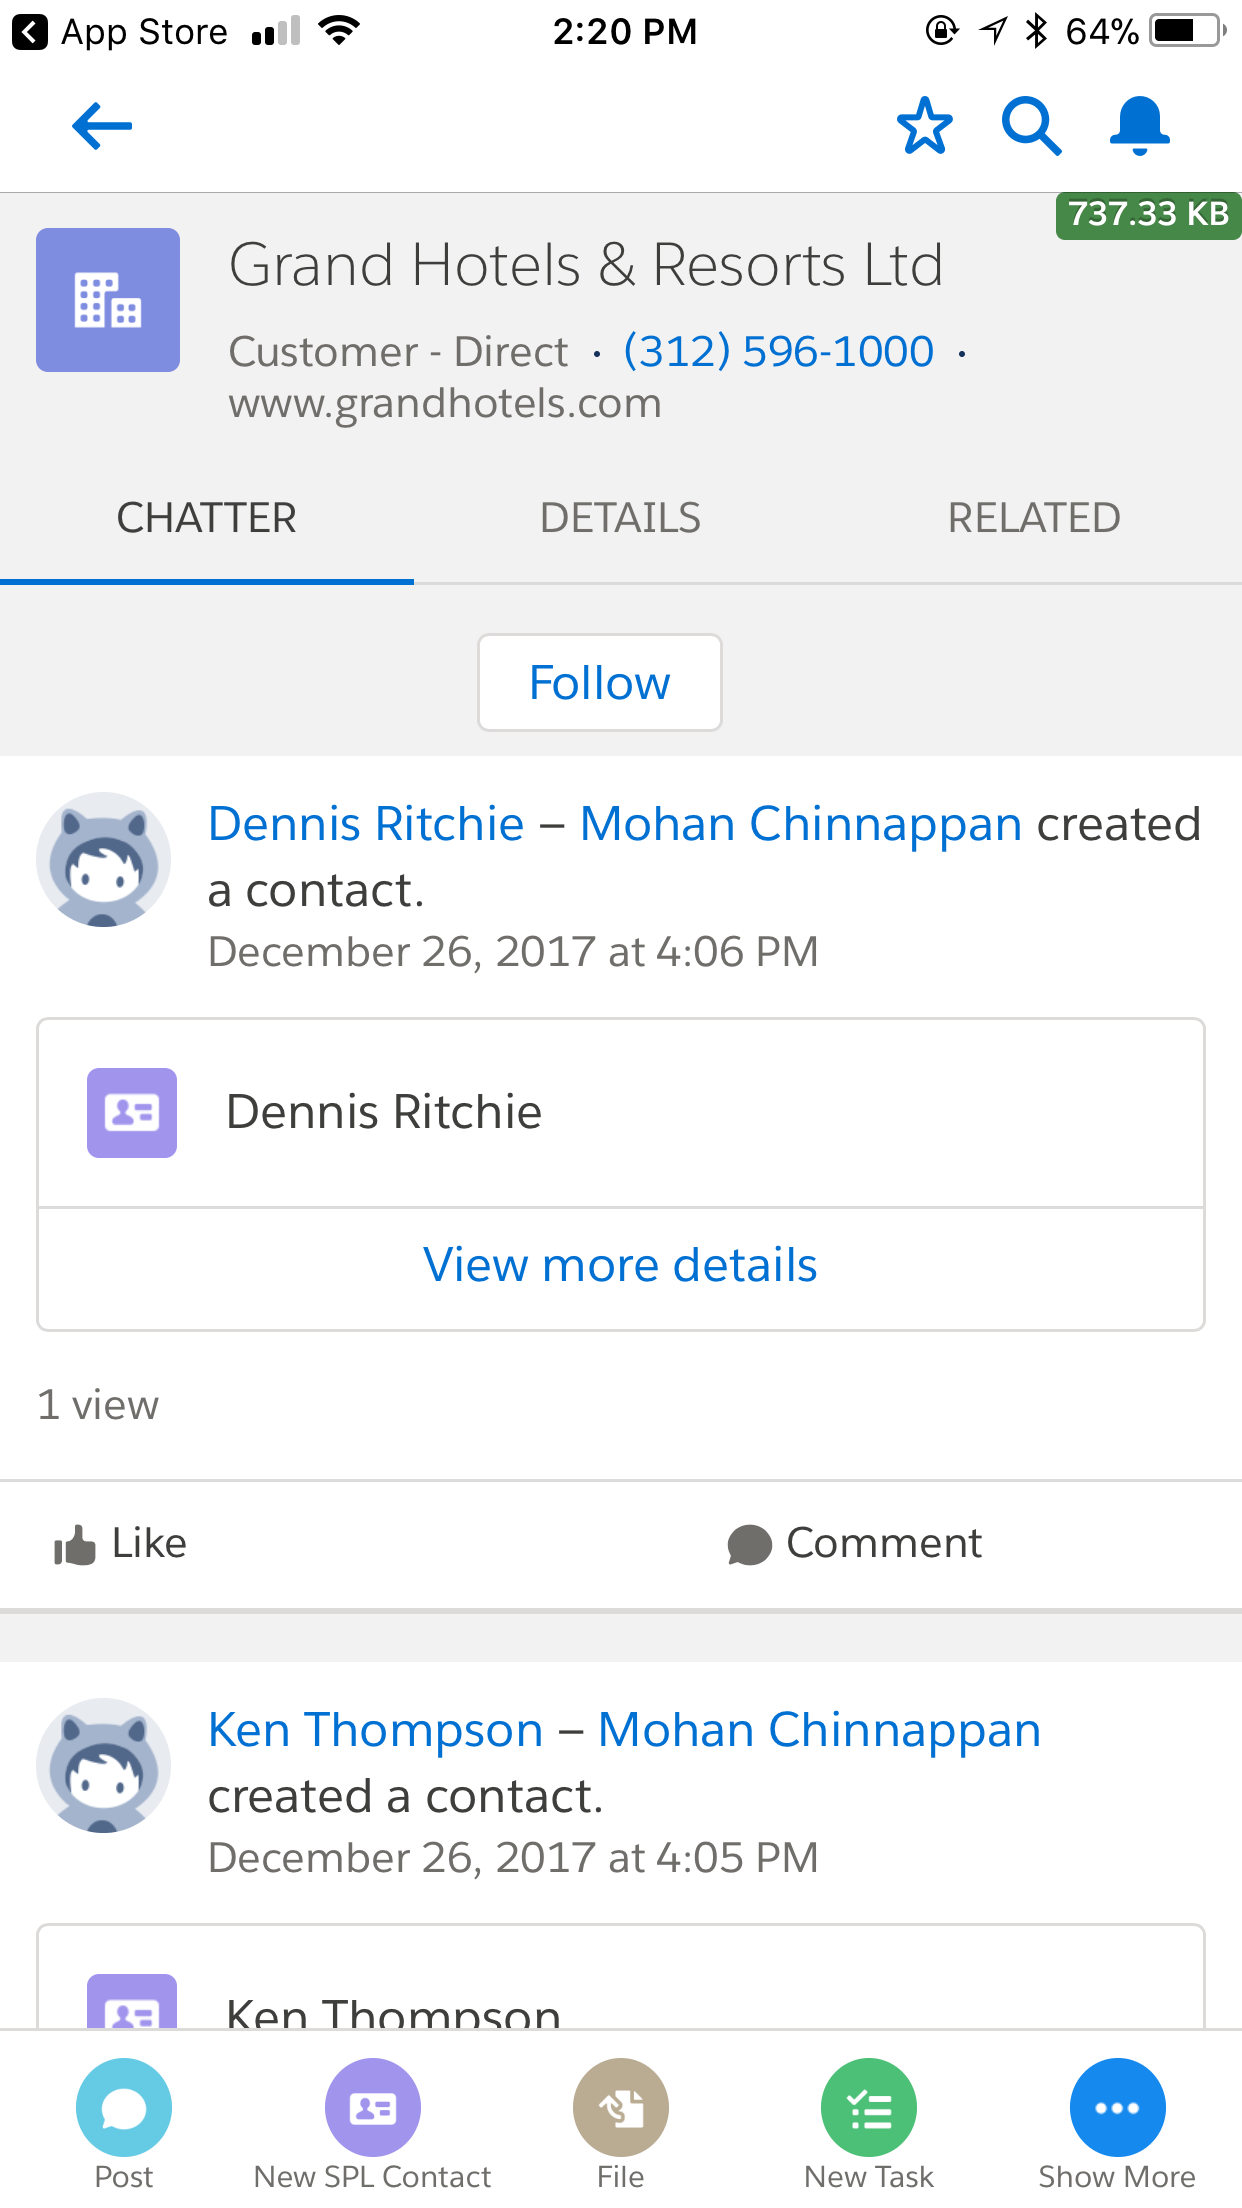 App Store 2:20 PM 64%
737.33 KB
Grand Hotels & Resorts Ltd
Customer - Direct · (312) 596-1000 ·
www.grandhotels.com
CHATTER DETAILS RELATED
Follow
Dennis Ritchie – Mohan Chinnappan created
a contact.
December 26, 2017 at 4:06 PM
Dennis Ritchie
View more details
1 view
Like Comment
Ken Thompson – Mohan Chinnappan
created a contact.
December 26, 2017 at 4:05 PM
Ken Thompson
Post New SPL Contact File New Task Show More